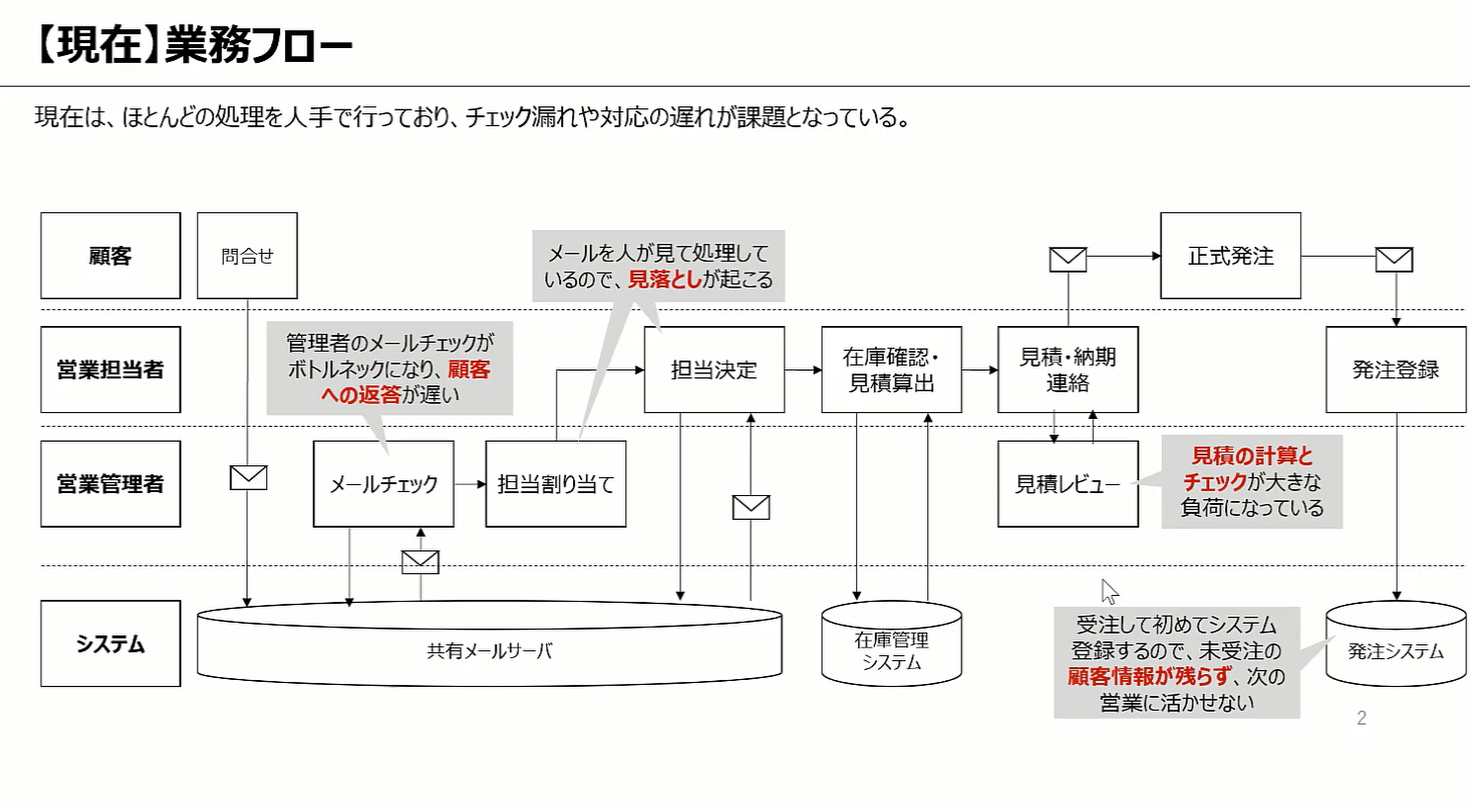 【現在】業務フロー
現在は、ほとんどの処理を人手で行っており、チェック漏れや対応の遅れが課題となっている。
顧客
問合せ
メールを人が見て処理して
いるので、見落としが起こる
正式発注
営業担当者
管理者のメールチェックが
ボトルネックになり、顧客
への返答が遅い
担当決定
在庫確認・
見積算出
見積・納期
連絡
発注登録
営業管理者
メールチェック
担当割り当て
見積レビュー
見積の計算と
チェックが大きな
負荷になっている
システム
共有メールサーバ
在庫管理
システム
受注して初めてシステム
登録するので、未受注の
顧客情報が残らず、次の
営業に活かせない
発注システム
2